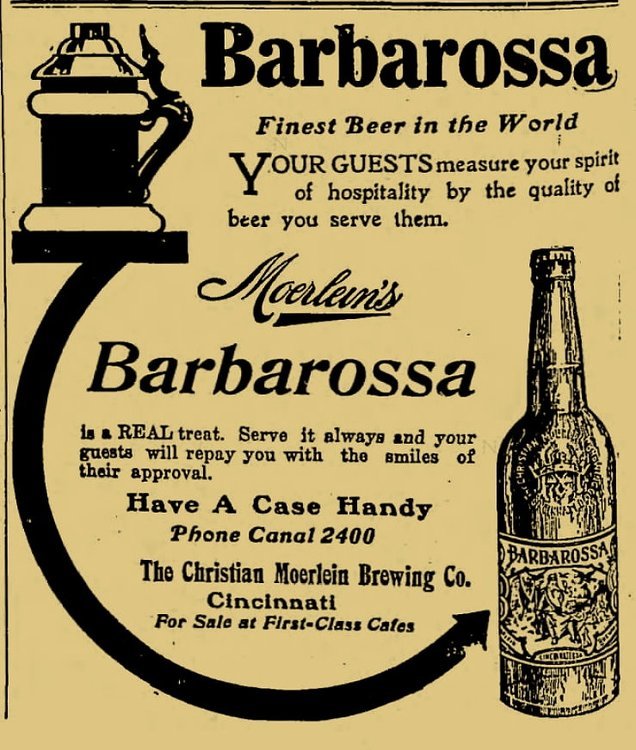 Barbarossa
Finest Beer in the World
YOUR GUESTS measure your spirit
of hospitality by the quality of
beer you serve them.
Moerlein's
Barbarossa
is a REAL treat. Serve it always and your
guests will repay you with the smiles of
their approval.
Have A Case Handy
Phone Canal 2400
The Christian Moerlein Brewing Co.
Cincinnati
For Sale at First-Class Cafes
BARBAROSSA